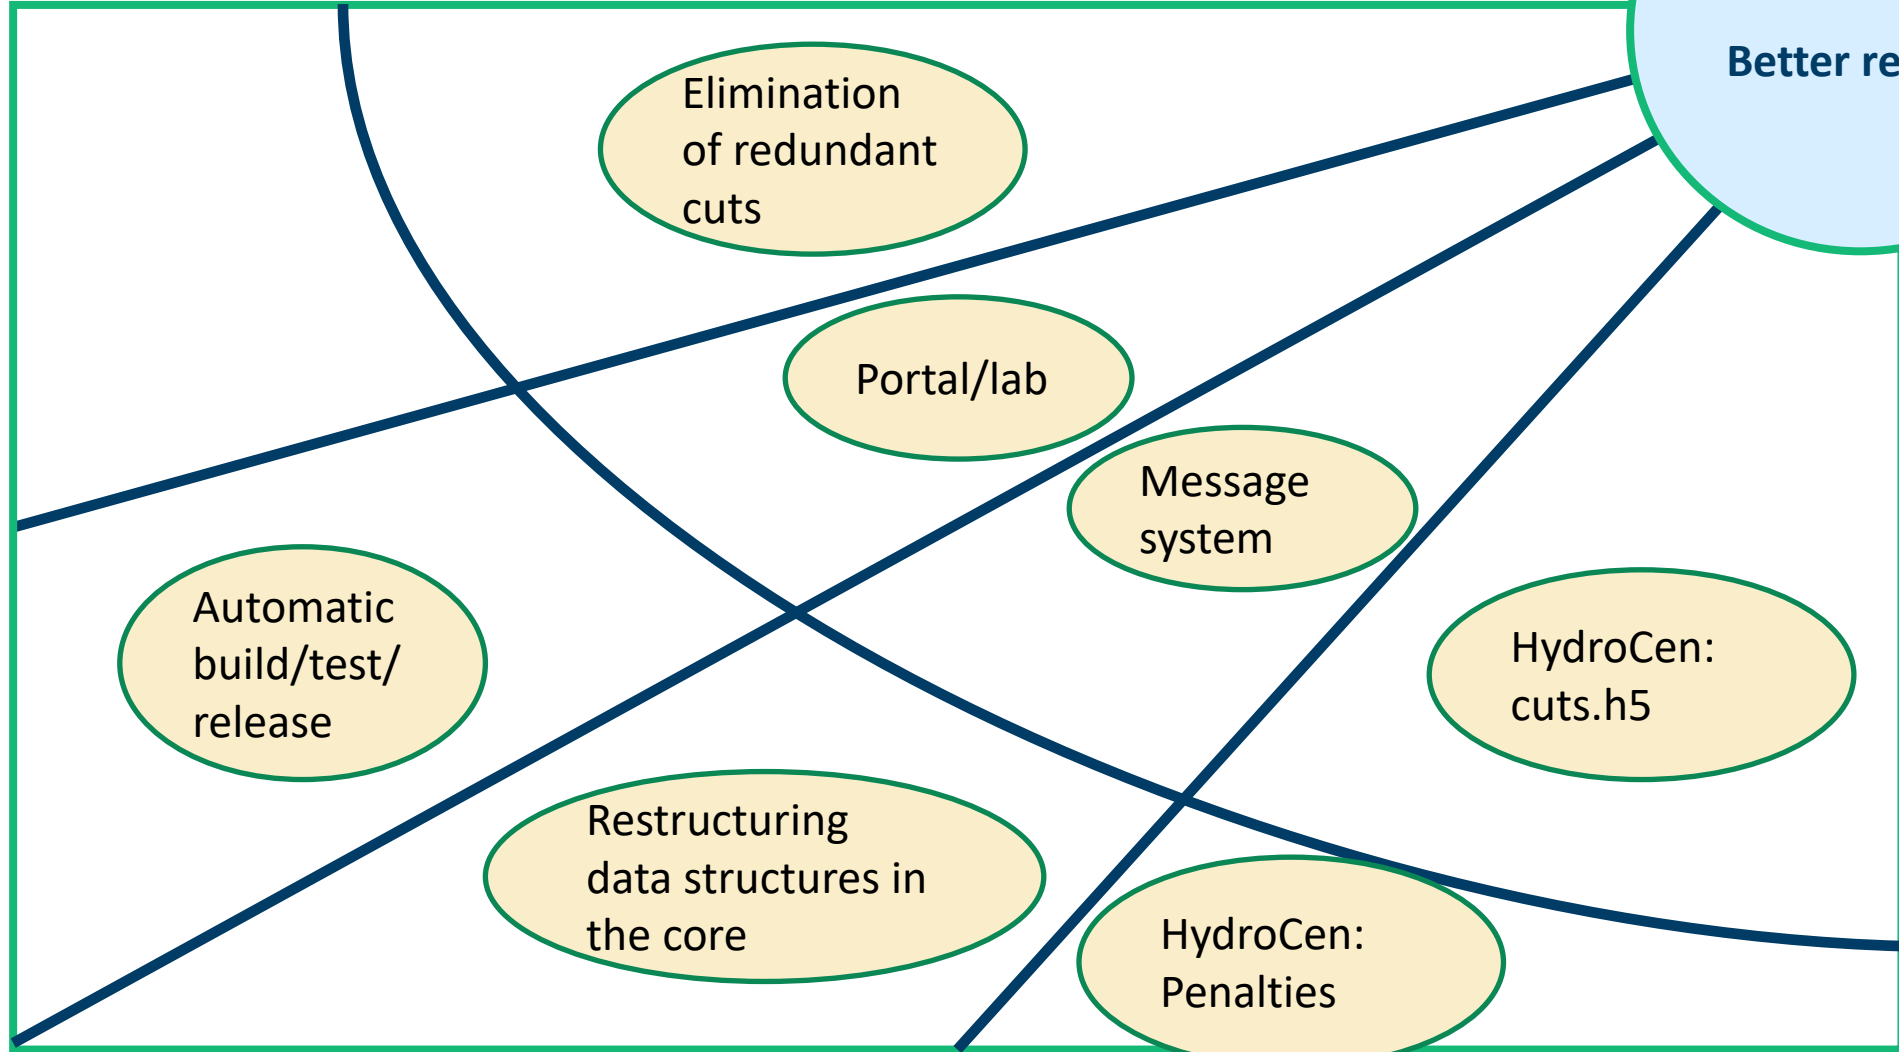 Better
Elimination
of redundant
cuts
Portal/lab
Message
system
Automatic
build/test/
release
HydroCen:
cuts.h5
Restructuring
data structures in
the core
HydroCen:
Penalties